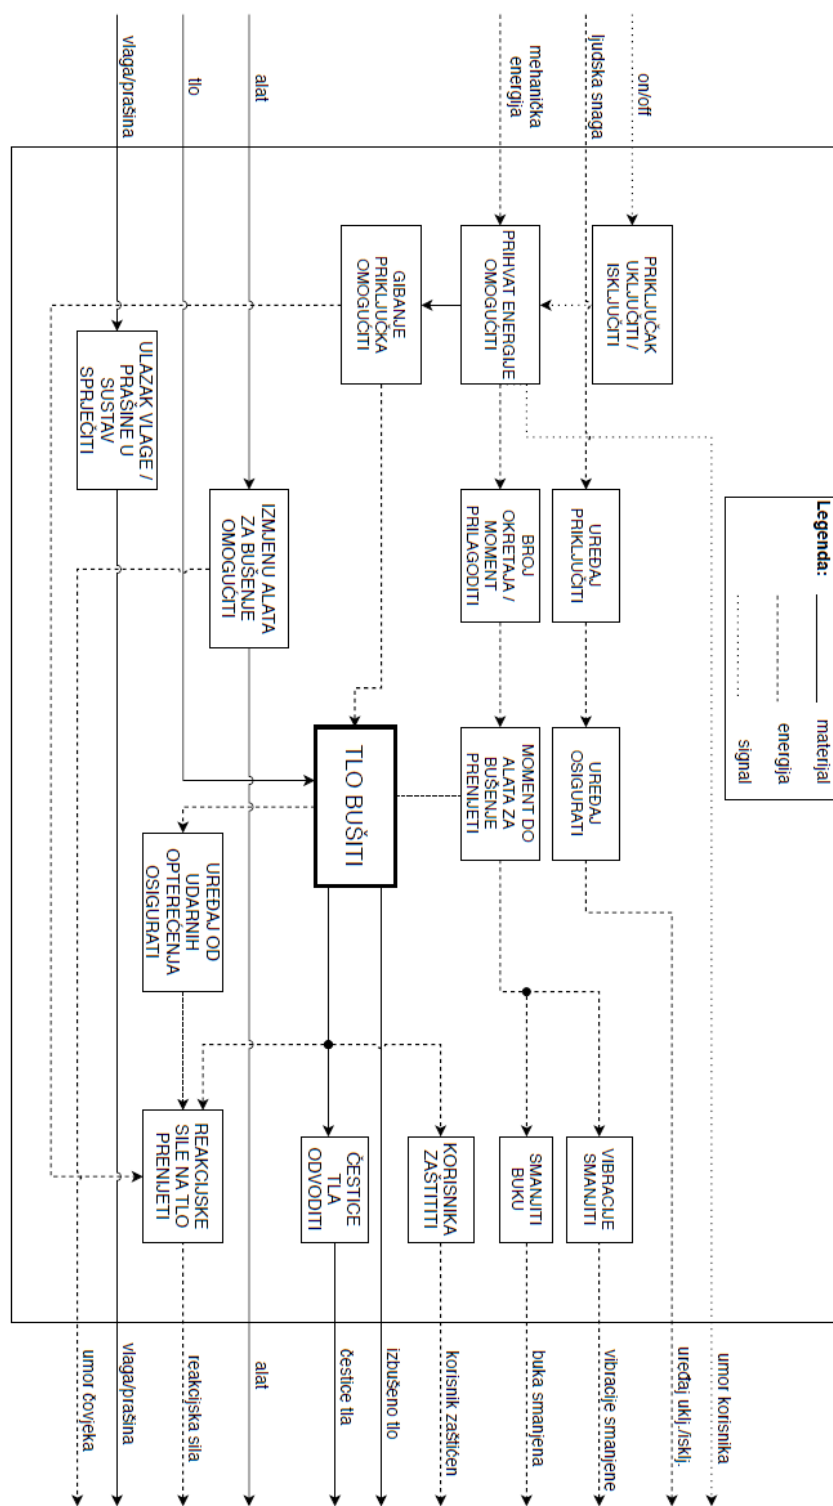 on/off
ljudska snaga
mehanička
energija
alat
tlo
vlaga/prašina
PRIKLJUČAK
UKLJUČITI /
ISKLJUČITI
PRIHVAT ENERGIJE
OMOGUĆITI
GIBANJE
PRIKLJUČKA
OMOGUĆITI
ULAZAK VLAGE /
PRAŠINE U
SUSTAV
SPRJEČITI
Legenda:
materijal
energija
signal
UREĐAJ
PRIKLJUČITI
BROJ
OKRETAJA /
MOMENT
PRILAGODITI
IZMJENU ALATA
ZA BUŠENJE
OMOGUĆITI
UREĐAJ
OSIGURATI
MOMENT DO
ALATA ZA
BUŠENJE
PRENIJETI
TLO BUŠITI
UREĐAJ OD
UDARNIH
OPTEREĆENJA
OSIGURATI
VIBRACIJE
SMANJITI
SMANJITI
BUKU
KORISNIKA
ZAŠTITITI
ČESTICE
TLA
ODVODITI
REAKCIJSKE
SILE NA TLO
PRENIJETI
umor korisnika
uređaj uklj./isklj.
vibracije smanjene
buka smanjena
korisnik zaštićen
izbušeno tlo
čestice tla
alat
reakcijska sila
vlaga/prašina
umor čovjeka